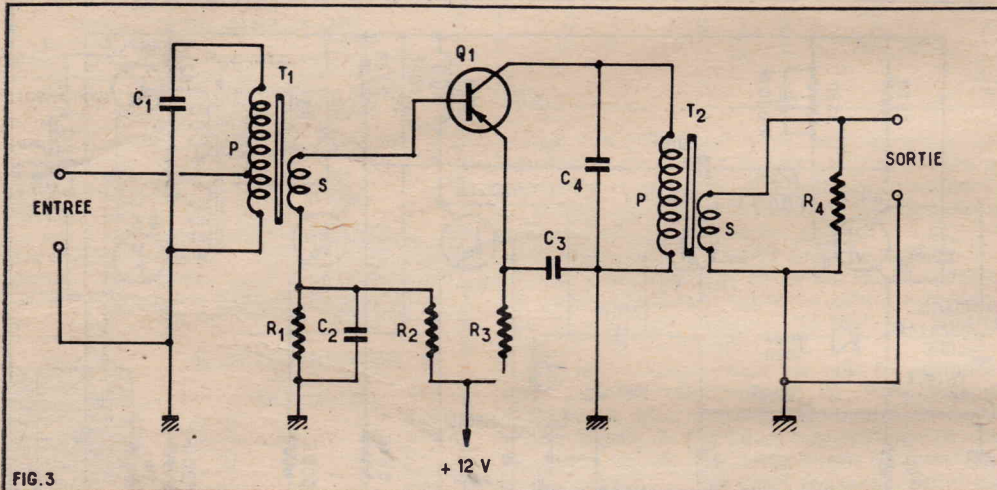 Q1
T1
C1
P
S
T2
ENTREE
C4
P
S
R4
SORTIE
C3
R1
C2
R2
R3
+ 12 V
FIG.3